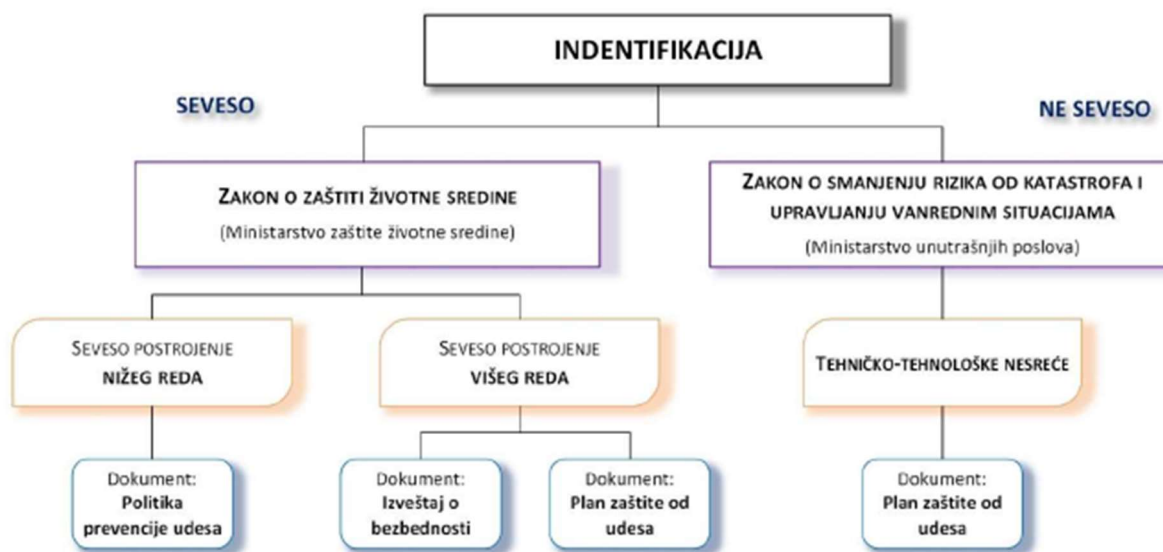 INDENTIFIKACIJA
SEVESO
NE SEVESO
ZAKON O ZAŠTITI ŽIVOTNE SREDINE
(Ministarstvo zaštite životne sredine)
ZAKON O SMANJENJU RIZIKA OD KATASTROFA I
UPRAVLJANJU VANREDNIM SITUACIJAMA
(Ministarstvo unutrašnjih poslova)
SEVESO POSTROJENJE
NIŽEG REDA
SEVESO POSTROJENJE
VIŠEG REDA
TEHNIČKO-TEHNOLOŠKE NESREĆE
Dokument:
Politika
prevencije udesa
Dokument:
Izveštaj o
bezbednosti
Dokument:
Plan zaštite od
udesa
Dokument:
Plan zaštite od
udesa